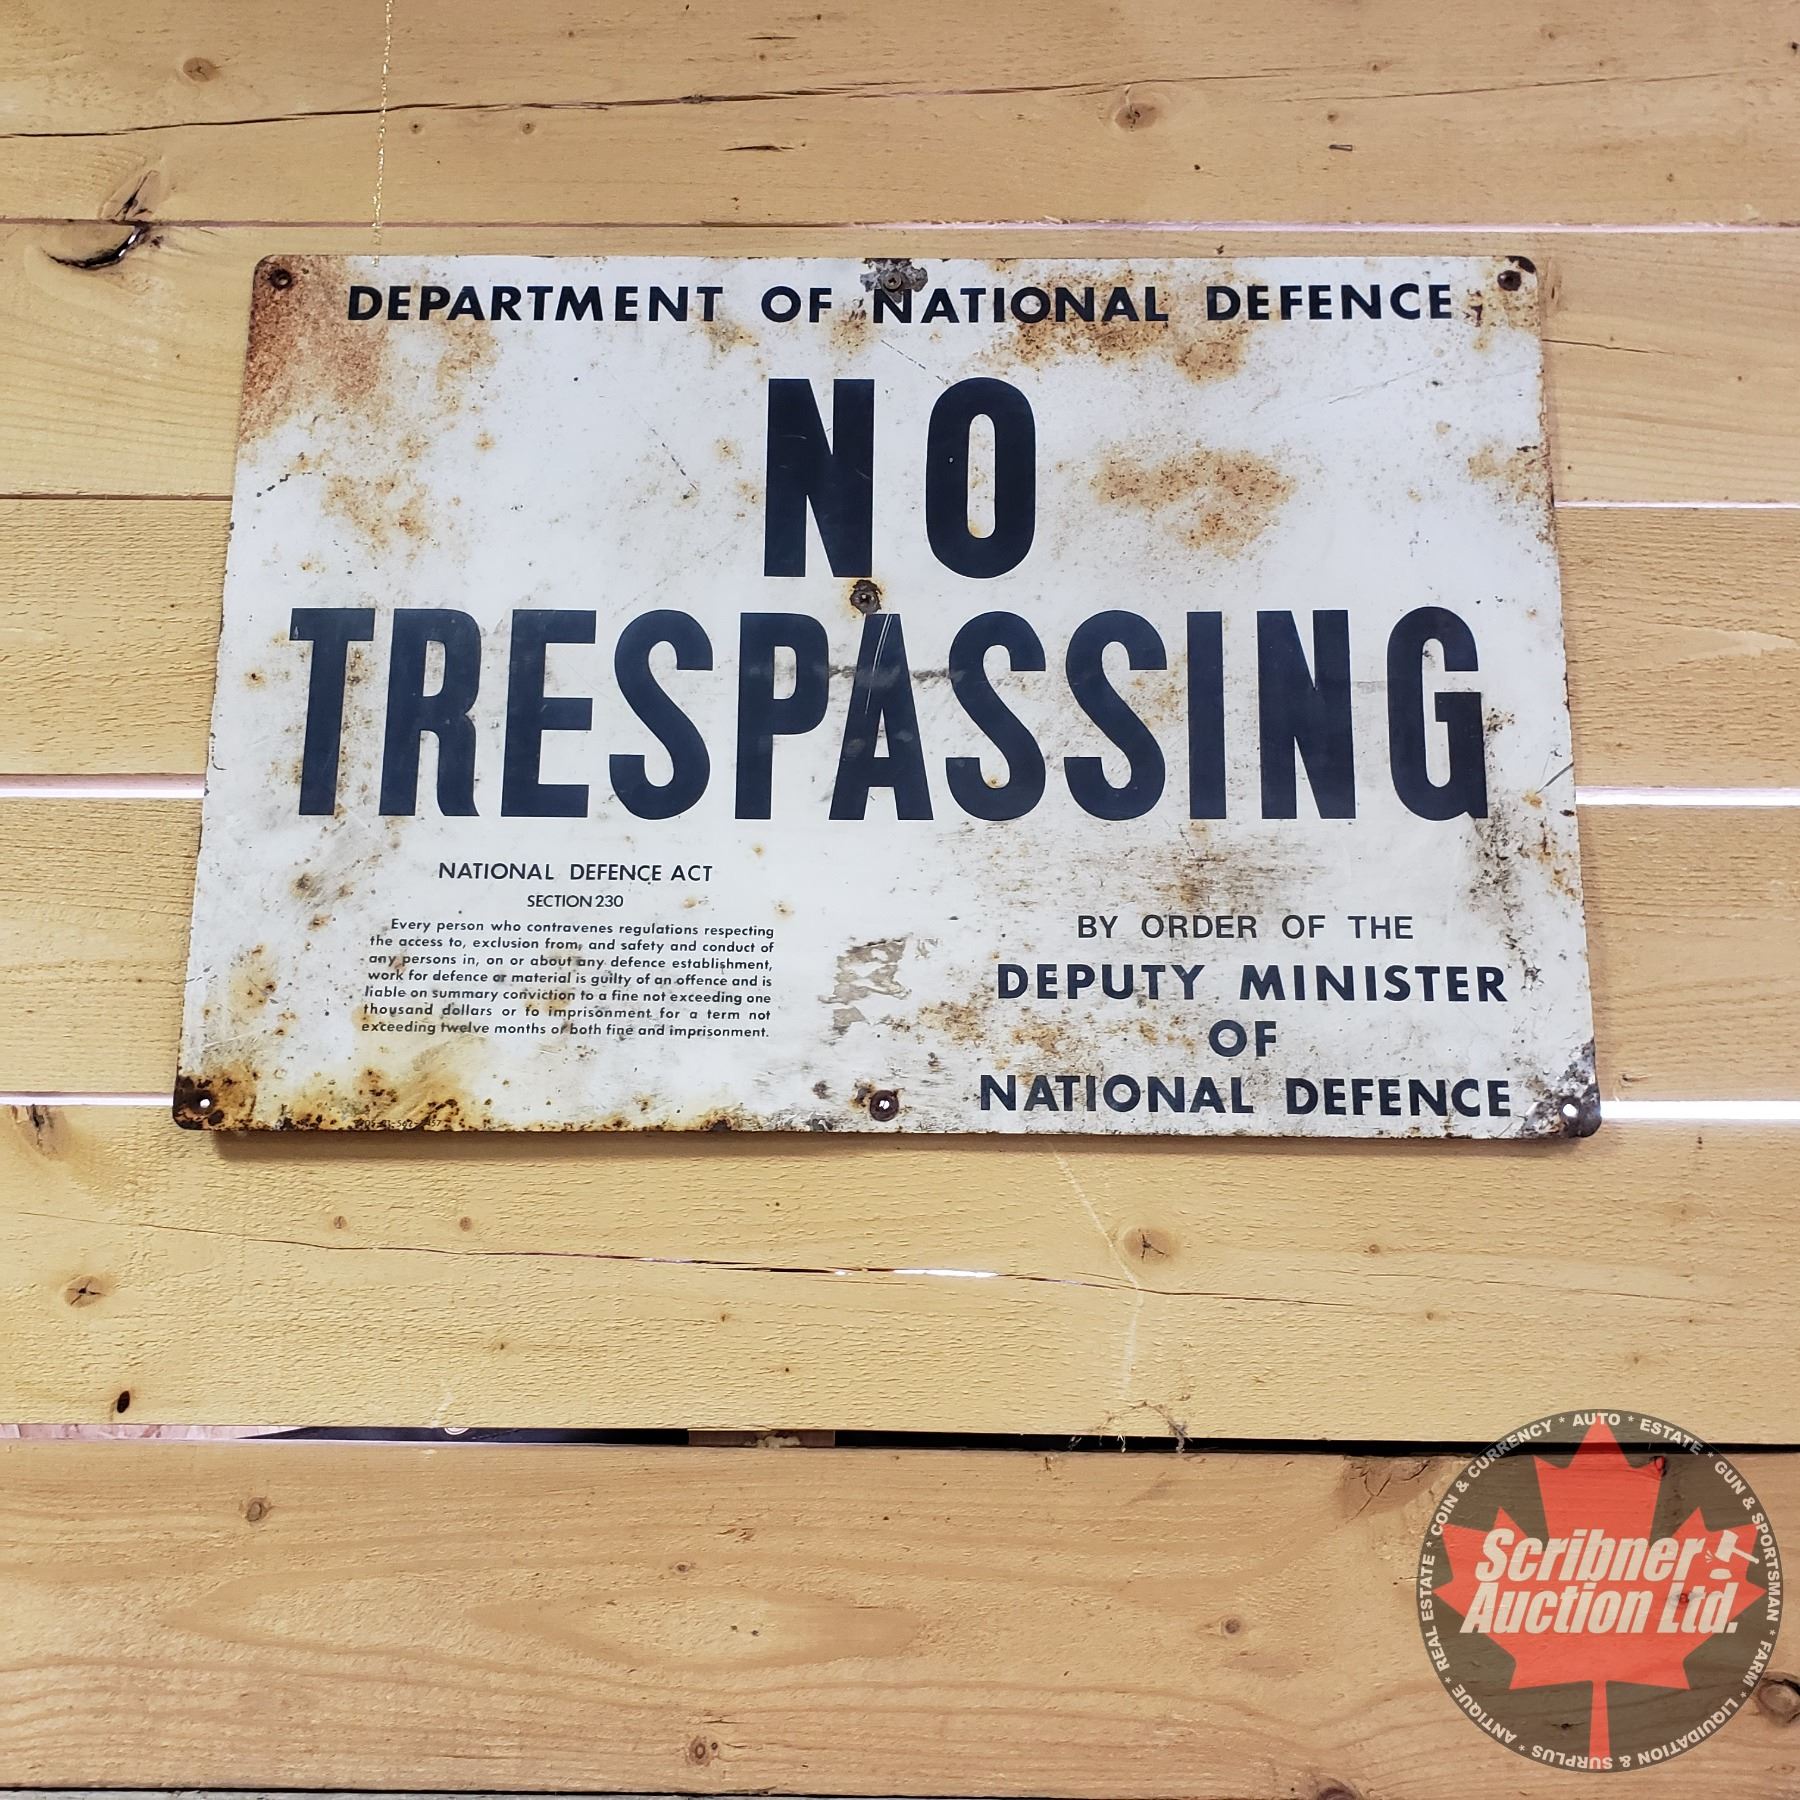 DEPARTMENT OF NATIONAL DEFENCE
NO
TRESPASSING
NATIONAL DEFENCE ACT
SECTION 230
Every person who contravenes regulations respecting
the access to, exclusion from, and safety and conduct of
any persons in, on or about any defence establishment,
work for defence or material is guilty of an offence and is
liable on summary conviction to a fine not exceeding one
thousand dollars or to imprisonment for a term not
exceeding twelve months or both fine and imprisonment.
BY ORDER OF THE
DEPUTY MINISTER
OF
NATIONAL DEFENCE
Scribner
Auction Ltd.
REAL ESTATE * COIN & CURRENCY * AUTO * ESTATE * GUN & SPORTSMAN * FARM * LIQUIDATION & SURPLUS * ANTIQUE *